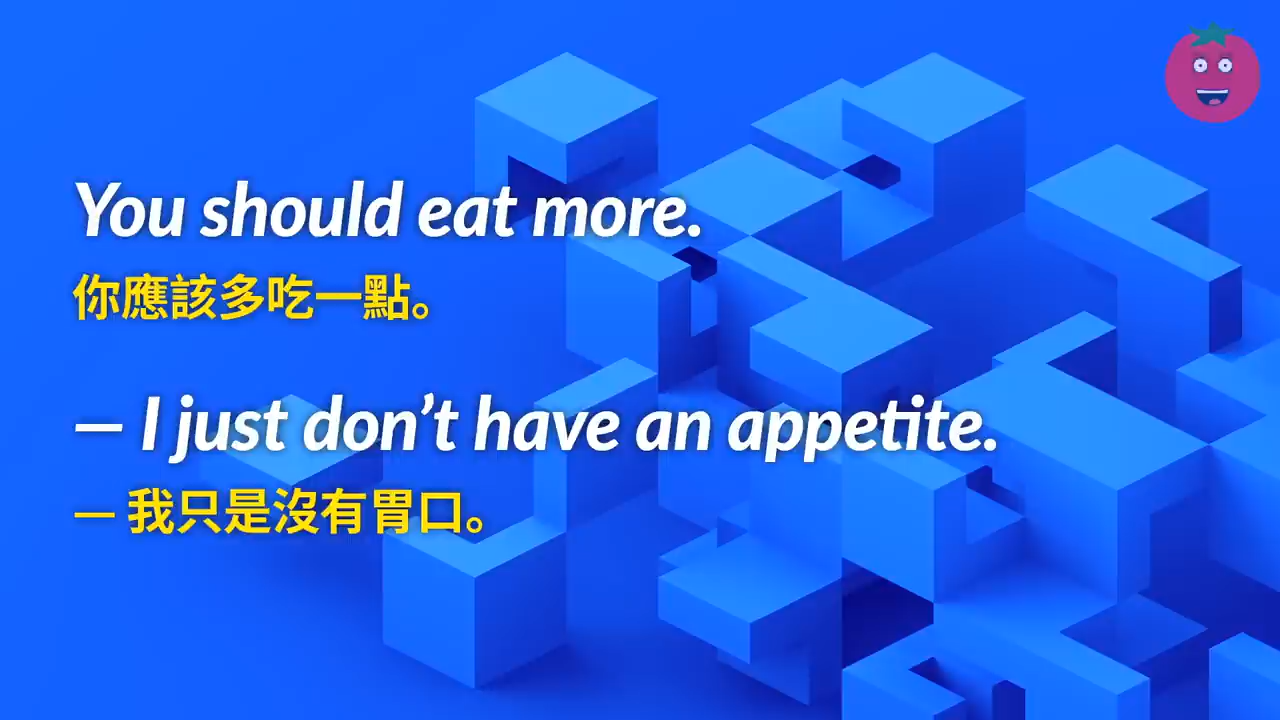 You should eat more.
你應該多吃一點。
— I just don’t have an appetite.
— 我只是沒有胃口。